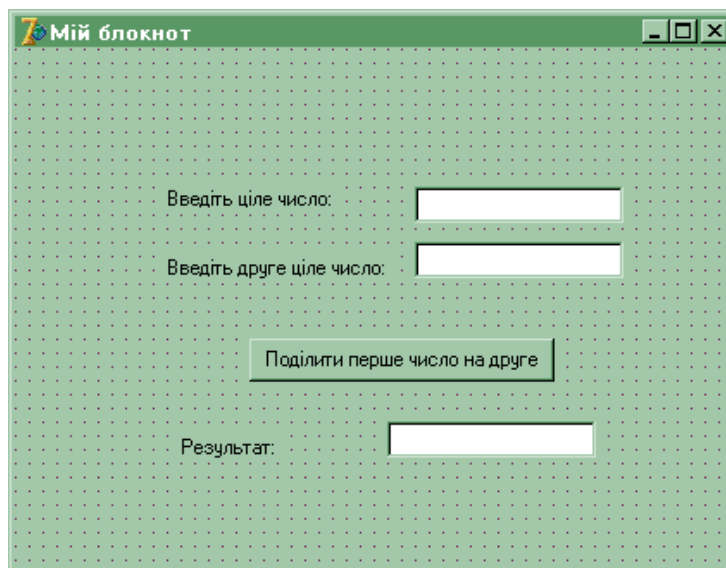 Мій блокнот
Введіть ціле число:
Введіть друге ціле число:
Поділити перше число на друге
Результат: